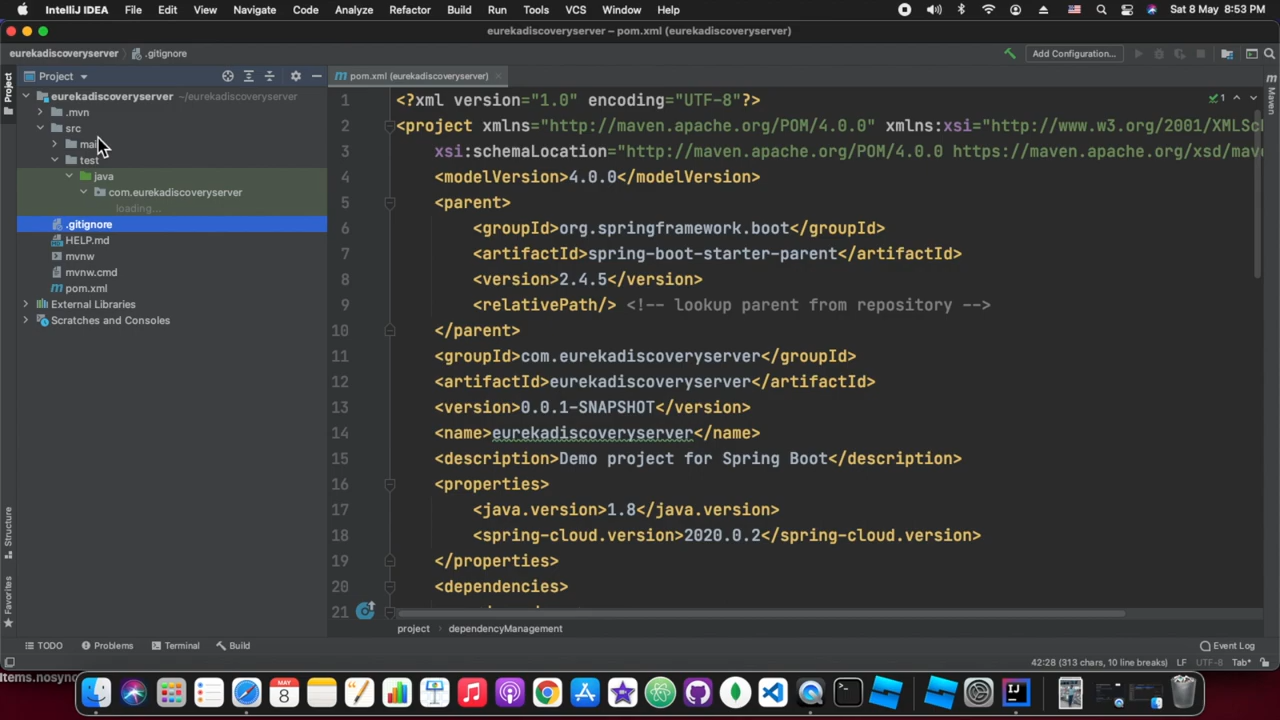 IntelliJ IDEA File Edit View Navigate Code Analyze Refactor Build Run Tools VCS Window Help Sat 8 May 8:53 PM
eurekadiscoveryserver – pom.xml (eurekadiscoveryserver)
eurekadiscoveryserver .gitignore Add Configuration...
Project pom.xml (eurekadiscoveryserver)
Project
Maven
Structure
Favorites
eurekadiscoveryserver ~/eurekadiscoveryserver
.mvn
src
main
test
java
com.eurekadiscoveryserver
loading...
.gitignore
HELP.md
mvnw
mvnw.cmd
pom.xml
External Libraries
Scratches and Consoles
1 <?xml version="1.0" encoding="UTF-8"?>
1
2 <project xmlns="http://maven.apache.org/POM/4.0.0" xmlns:xsi="http://www.w3.org/2001/XMLSc
3 xsi:schemaLocation="http://maven.apache.org/POM/4.0.0 https://maven.apache.org/xsd/mav
4 <modelVersion>4.0.0</modelVersion>
5 <parent>
6 <groupId>org.springframework.boot</groupId>
7 <artifactId>spring-boot-starter-parent</artifactId>
8 <version>2.4.5</version>
9 <relativePath/> <!-- lookup parent from repository -->
10 </parent>
11 <groupId>com.eurekadiscoveryserver</groupId>
12 <artifactId>eurekadiscoveryserver</artifactId>
13 <version>0.0.1-SNAPSHOT</version>
14 <name>eurekadiscoveryserver</name>
15 <description>Demo project for Spring Boot</description>
16 <properties>
17 <java.version>1.8</java.version>
18 <spring-cloud.version>2020.0.2</spring-cloud.version>
19 </properties>
20 <dependencies>
21
project dependencyManagement
TODO Problems Terminal Build Event Log
42:28 (313 chars, 10 line breaks) LF UTF-8 Tab*
Items.nosync
MAY
8